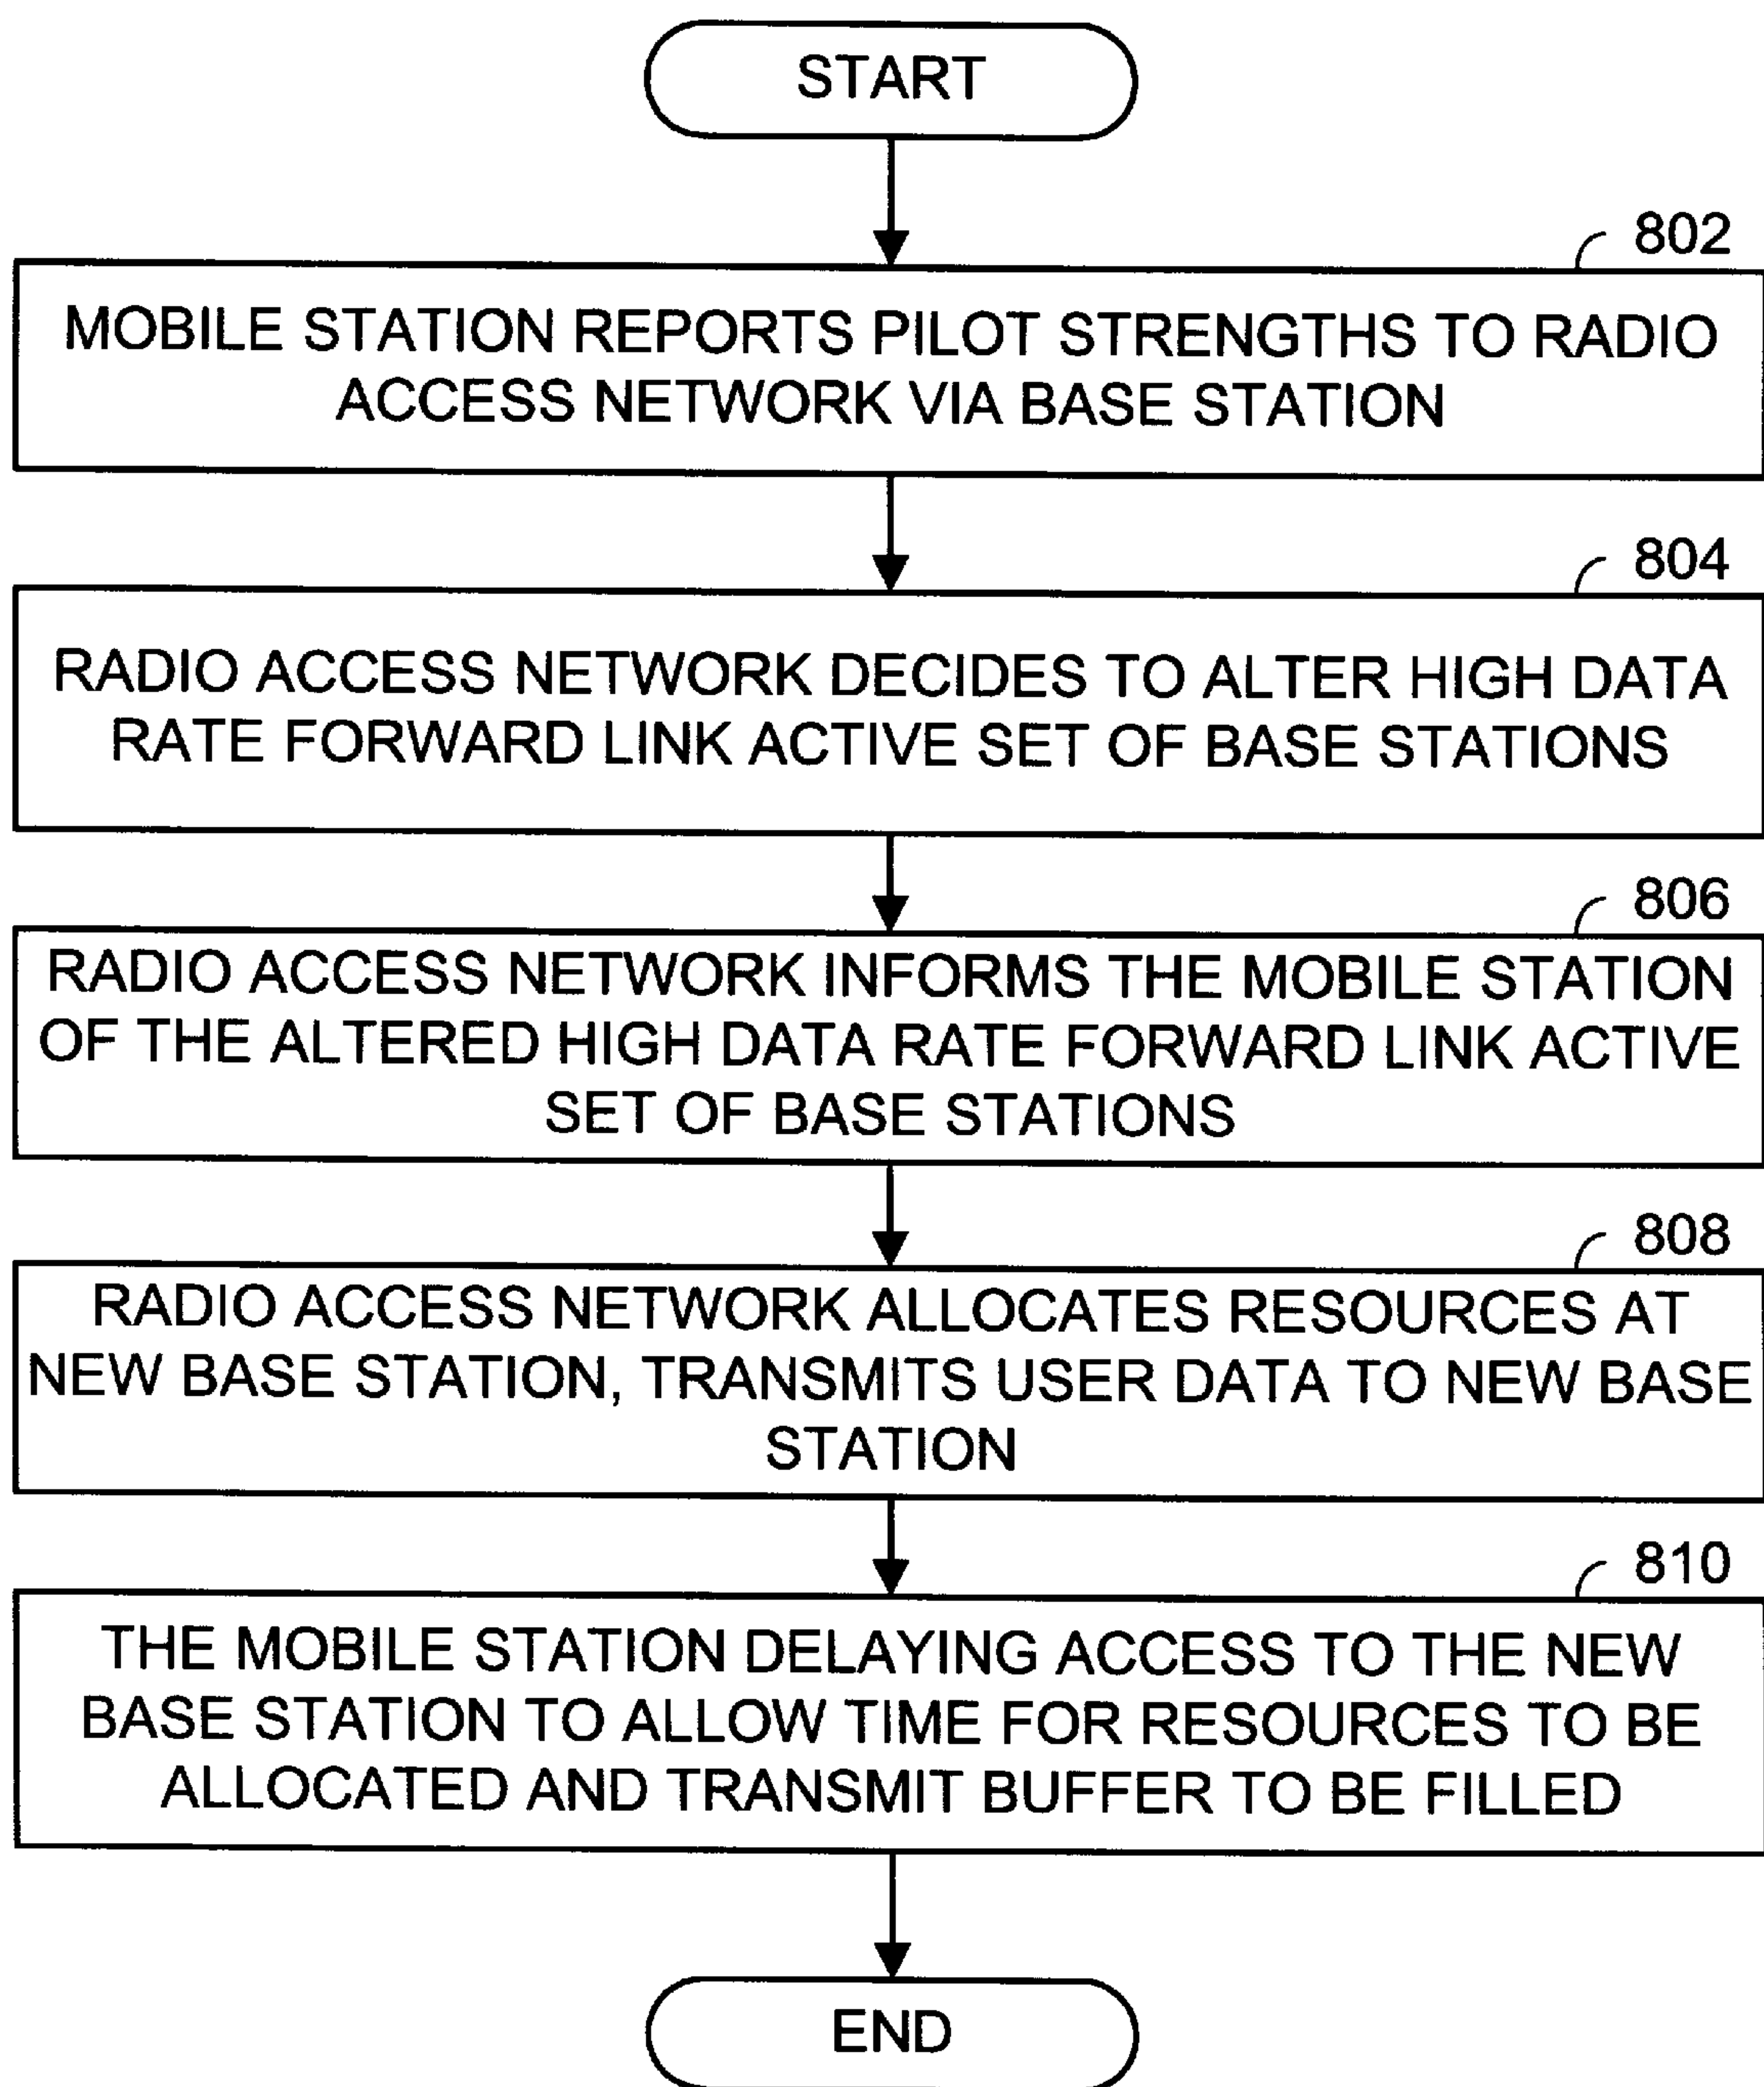 START
802
MOBILE STATION REPORTS PILOT STRENGTHS TO RADIO
ACCESS NETWORK VIA BASE STATION
804
RADIO ACCESS NETWORK DECIDES TO ALTER HIGH DATA
RATE FORWARD LINK ACTIVE SET OF BASE STATIONS
806
RADIO ACCESS NETWORK INFORMS THE MOBILE STATION
OF THE ALTERED HIGH DATA RATE FORWARD LINK ACTIVE
SET OF BASE STATIONS
808
RADIO ACCESS NETWORK ALLOCATES RESOURCES AT
NEW BASE STATION, TRANSMITS USER DATA TO NEW BASE
STATION
810
THE MOBILE STATION DELAYING ACCESS TO THE NEW
BASE STATION TO ALLOW TIME FOR RESOURCES TO BE
ALLOCATED AND TRANSMIT BUFFER TO BE FILLED
END